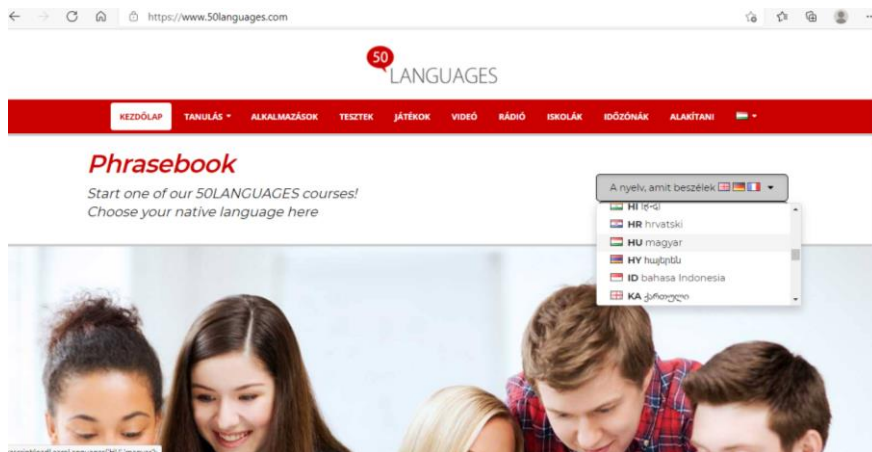 https://www.50languages.com
50
LANGUAGES
KEZDŐLAP TANULÁS ALKALMAZÁSOK TESZTEK JÁTÉKOK VIDEÓ RÁDIÓ ISKOLÁK IDŐZÓNÁK ALAKÍTANI
Phrasebook
Start one of our 50LANGUAGES courses!
Choose your native language here
A nyelv, amit beszélek
HI
HR hrvatski
HU magyar
HY հայերեն
ID bahasa Indonesia
KA ქართული